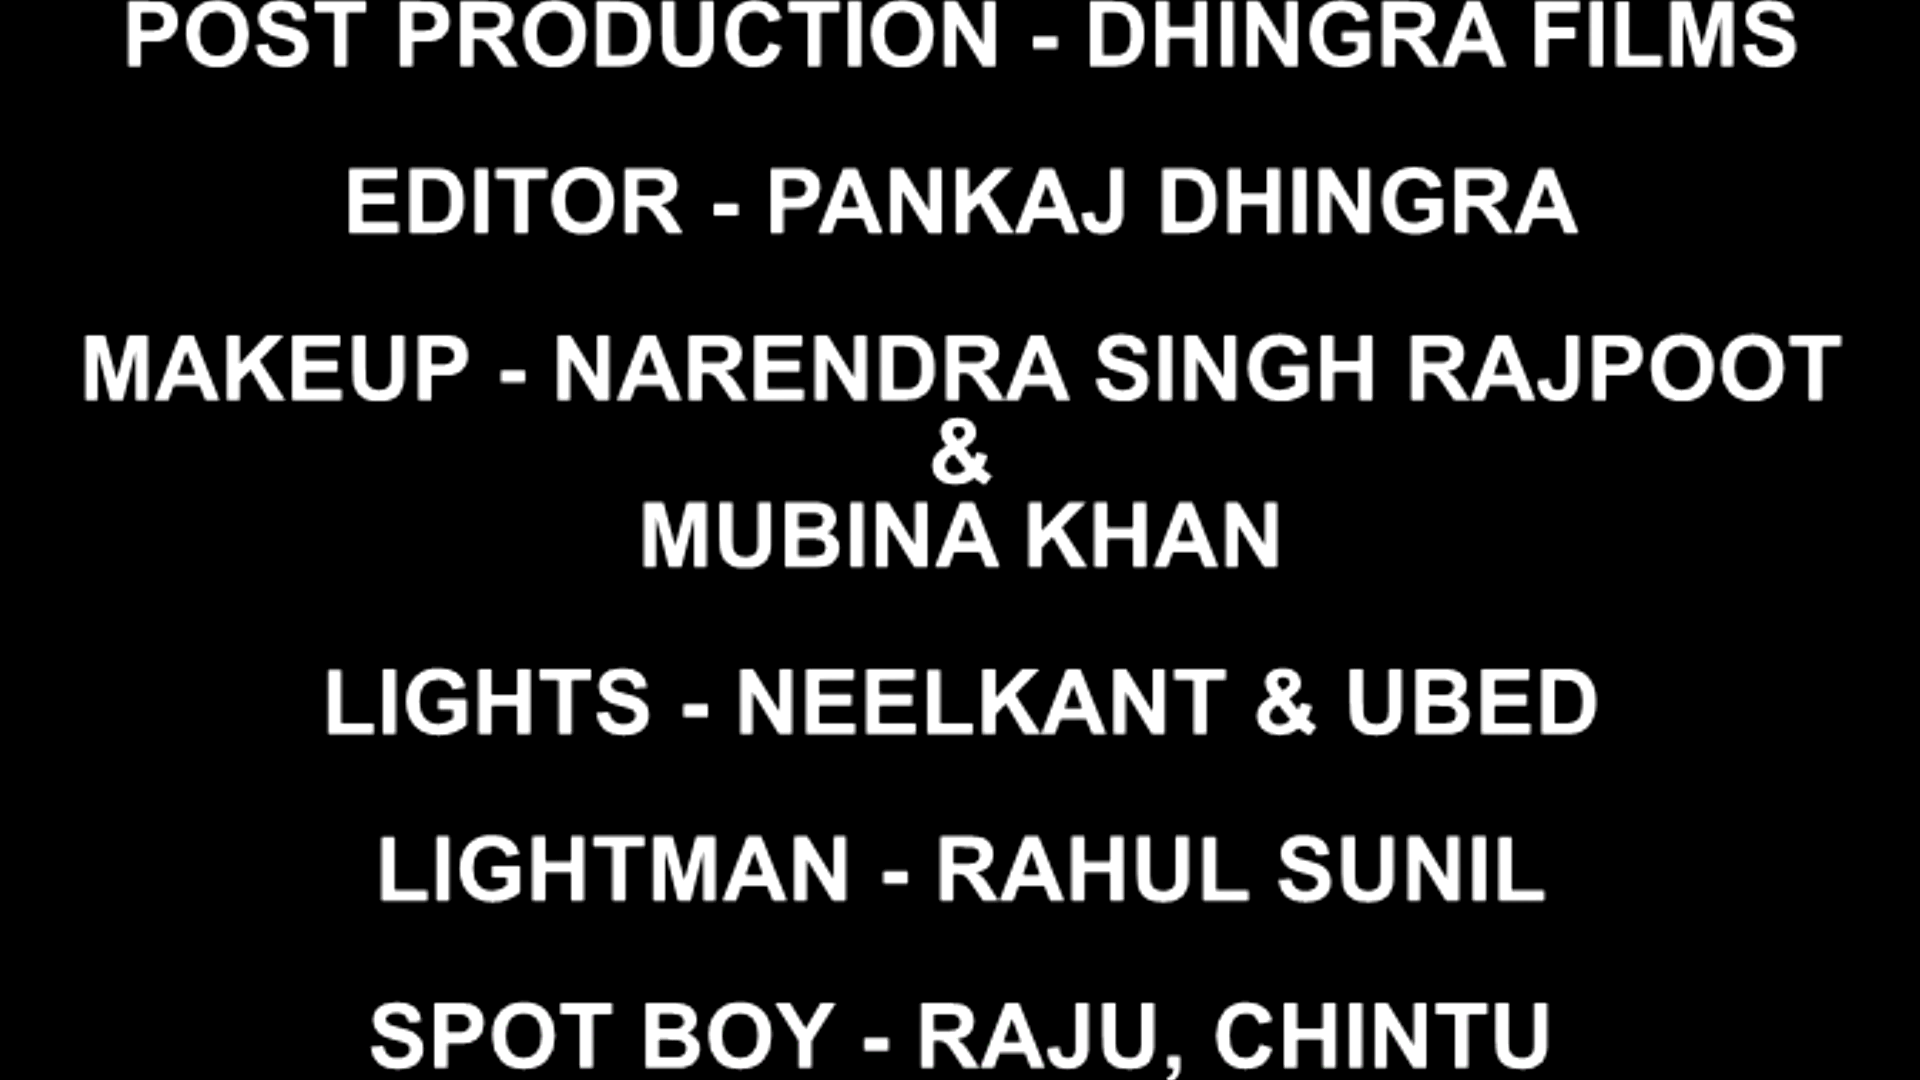 POST PRODUCTION - DHINGRA FILMS
EDITOR - PANKAJ DHINGRA
MAKEUP - NARENDRA SINGH RAJPOOT
&
MUBINA KHAN
LIGHTS - NEELKANT & UBED
LIGHTMAN - RAHUL SUNIL
SPOT BOY - RAJU, CHINTU